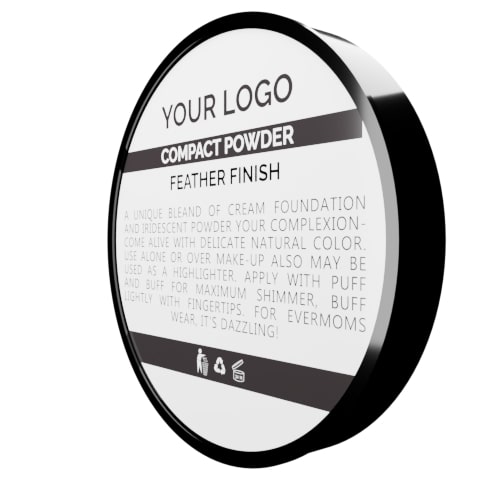 YOUR LOGO
COMPACT POWDER
FEATHER FINISH
A UNIQUE BLEAND OF CREAM FOUNDATION
AND IRIDESCENT POWDER YOUR COMPLEXION-
COME ALIVE WITH DELICATE NATURAL COLOR.
USE ALONE OR OVER MAKE-UP ALSO MAY BE
USED AS A HIGHLIGHTER, APPLY WITH PUFF
AND BUFF FOR MAXIMUM SHIMMER, BUFF
LIGHTLY WITH FINGERTIPS. FOR EVERMOMS
WEAR, IT'S DAZZLING!